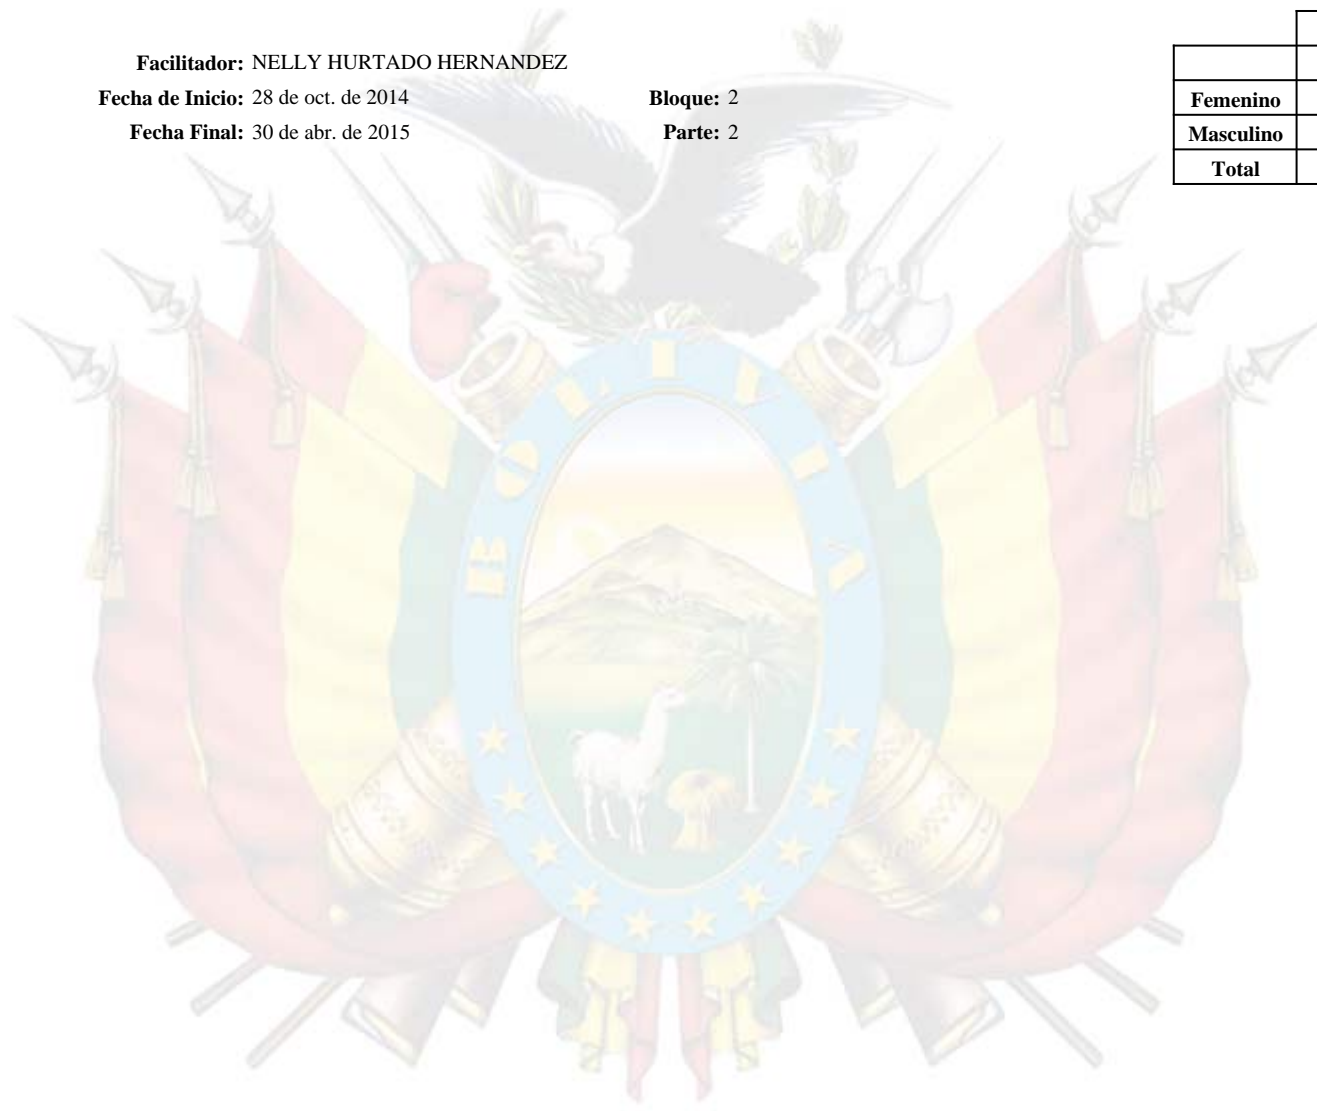 Facilitador: NELLY HURTADO HERNANDEZ
Fecha de Inicio: 28 de oct. de 2014 Bloque: 2
Fecha Final: 30 de abr. de 2015 Parte: 2
Femenino
Masculino
Total
BOLIVIA